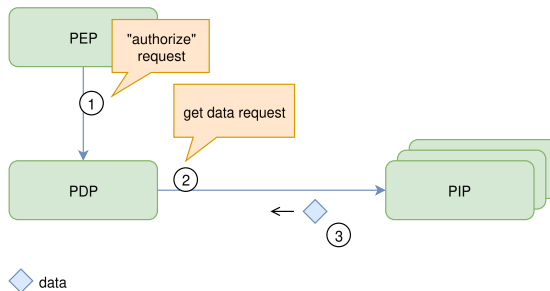 PEP
"authorize"
request
1
get data request
PDP
2
PIP
3
data